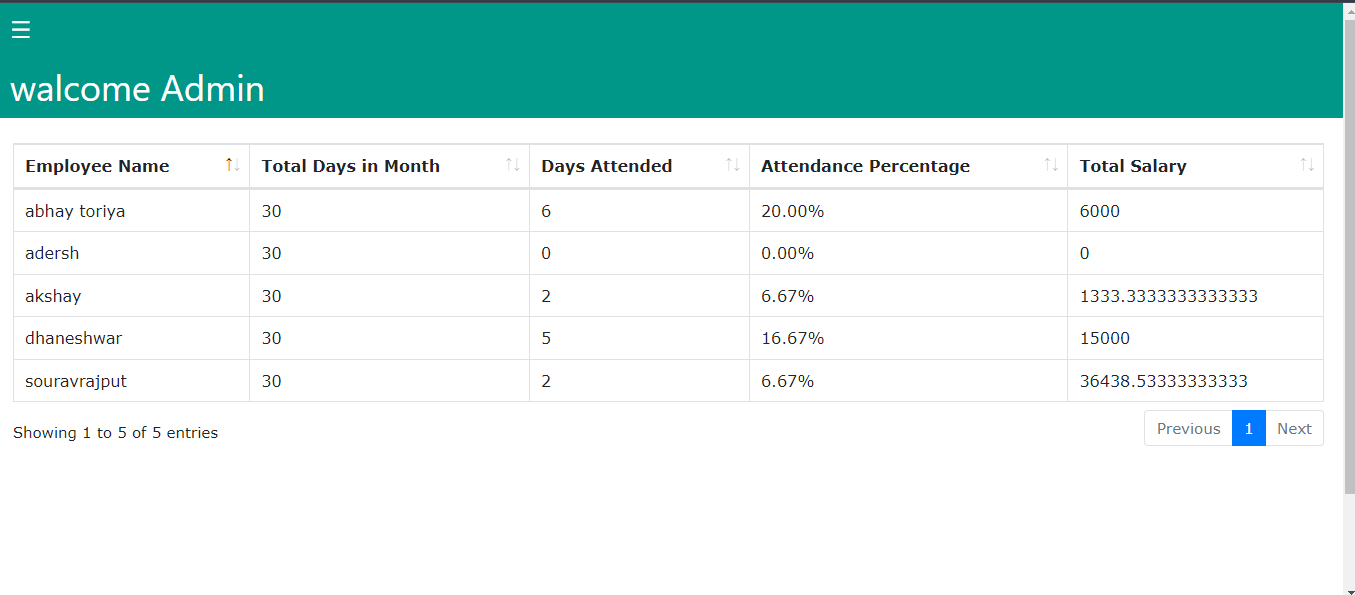 ☰
walcome Admin
Employee Name Total Days in Month Days Attended Attendance Percentage Total Salary
abhay toriya 30 6 20.00% 6000
adersh 30 0 0.00% 0
akshay 30 2 6.67% 1333.3333333333333
dhaneshwar 30 5 16.67% 15000
souravrajput 30 2 6.67% 36438.53333333333
Showing 1 to 5 of 5 entries Previous 1 Next